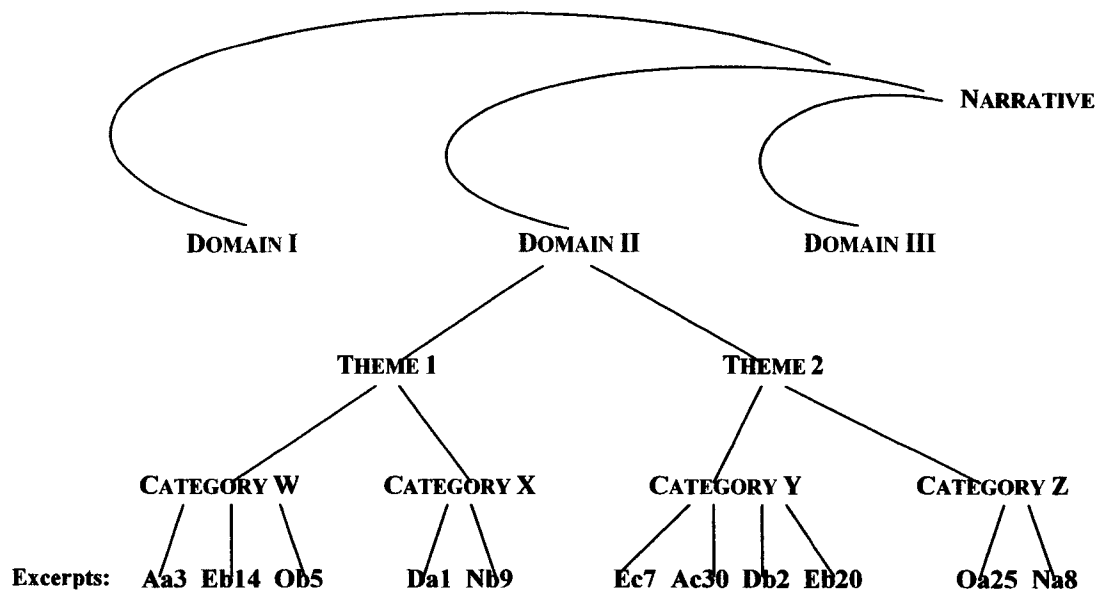 NARRATIVE
DOMAIN I DOMAIN II DOMAIN III
THEME 1 THEME 2
CATEGORY W CATEGORY X CATEGORY Y CATEGORY Z
Excerpts: Aa3 Eb14 Ob5 Da1 Nb9 Ec7 Ac30 Db2 Eb20 Oa25 Na8